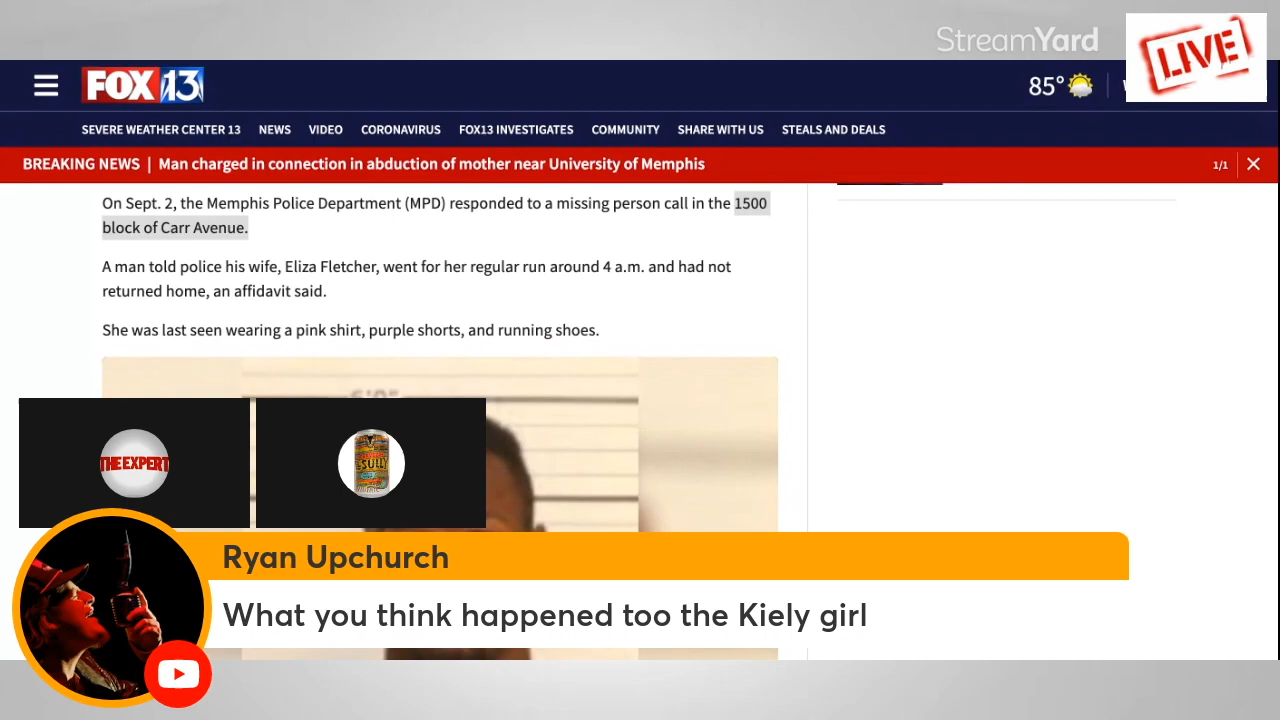 StreamYard
LIVE
FOX 13
85°
SEVERE WEATHER CENTER 13 NEWS VIDEO CORONAVIRUS FOX13 INVESTIGATES COMMUNITY SHARE WITH US STEALS AND DEALS
BREAKING NEWS | Man charged in connection in abduction of mother near University of Memphis
1/1
On Sept. 2, the Memphis Police Department (MPD) responded to a missing person call in the 1500
block of Carr Avenue.
A man told police his wife, Eliza Fletcher, went for her regular run around 4 a.m. and had not
returned home, an affidavit said.
She was last seen wearing a pink shirt, purple shorts, and running shoes.
THE EXPERT
SULLY
Ryan Upchurch
What you think happened too the Kiely girl